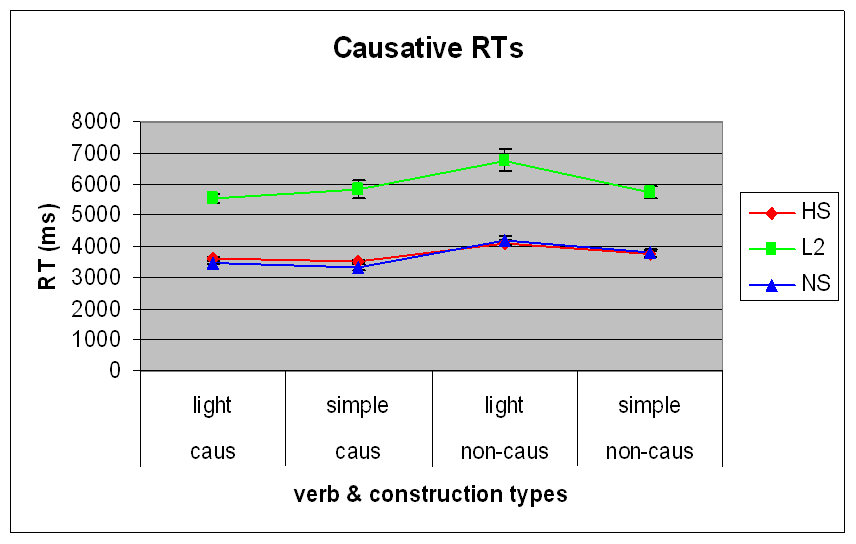 Causative RTs
8000
7000
6000
5000
4000
3000
2000
1000
0
RT (ms)
HS
L2
NS
light simple light simple
caus caus non-caus non-caus
verb & construction types